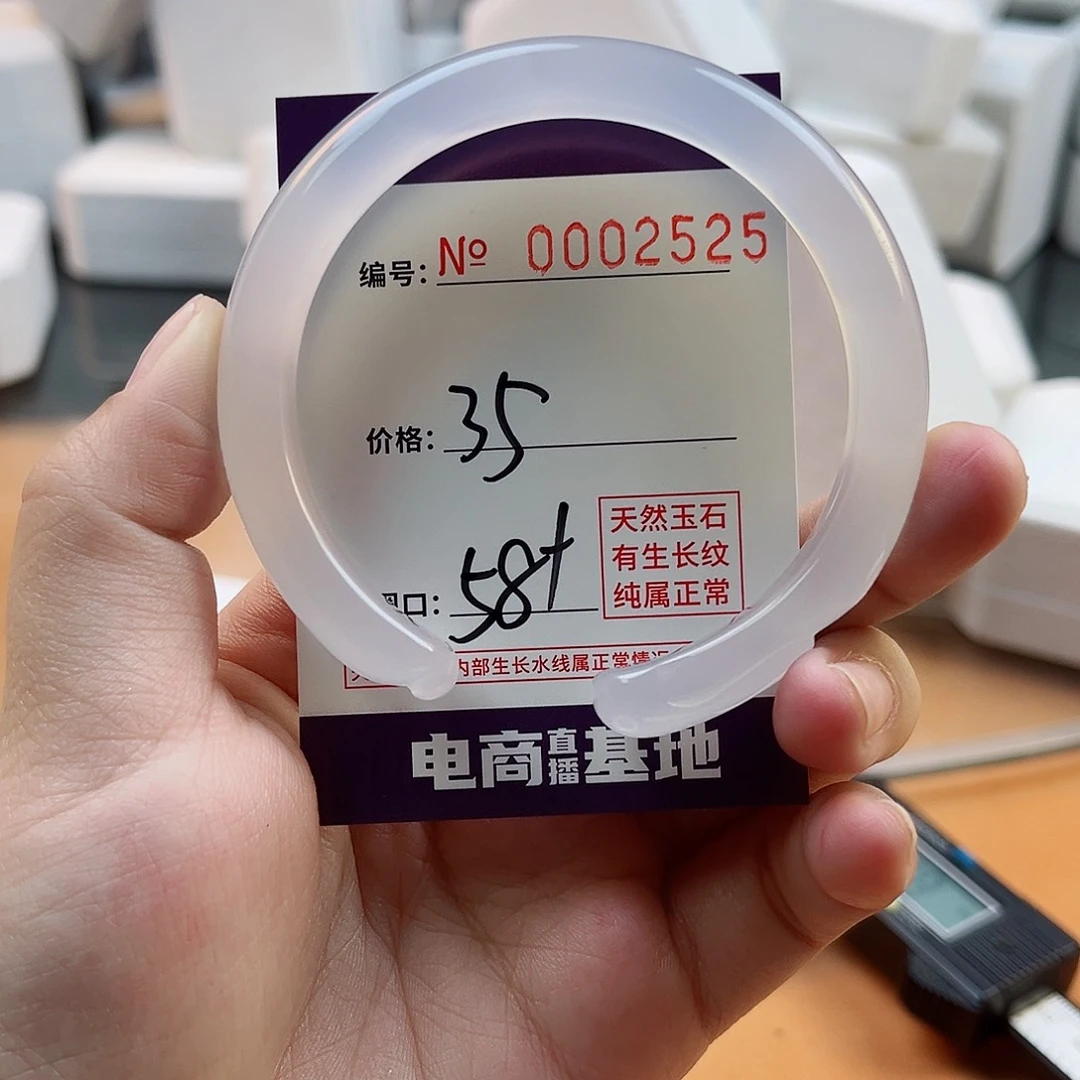 编号: № 0002525
价格: 35
口: 58+
天然玉石
有生长纹
纯属正常
内部生长水线属正常情
电商直播基地